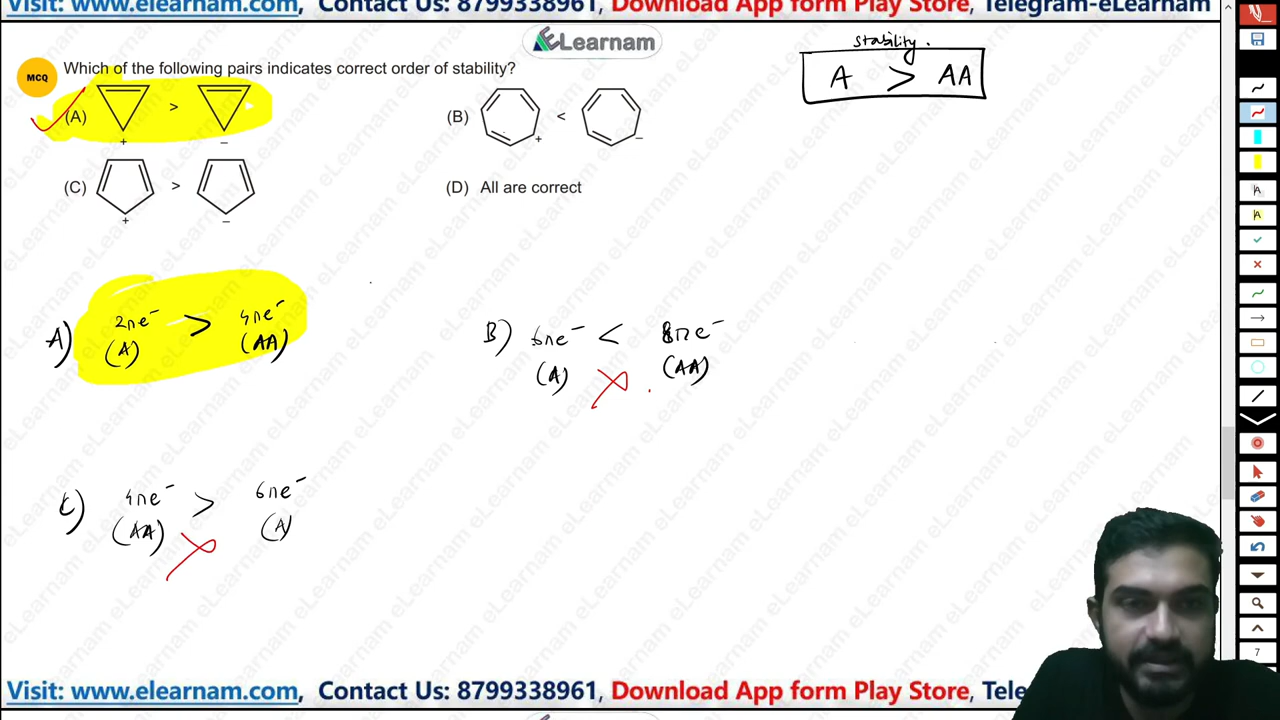 Visit: www.elearnam.com, Contact Us: 8799338961, Download App form Play Store, Telegram-eLearnam
ELearnam
MCQ
Which of the following pairs indicates correct order of stability?
(A) + > −
(B) + < −
(C) + > −
(D) All are correct
stability.
A > AA
A) 2πe⁻ > 4πe⁻
(A) (AA)
B) 6πe⁻ < 8πe⁻
(A) (AA)
C) 4πe⁻ > 6πe⁻
(AA) (A)
A
A
7
Visit: www.elearnam.com, Contact Us: 8799338961, Download App form Play Store, Tele
ELearnam